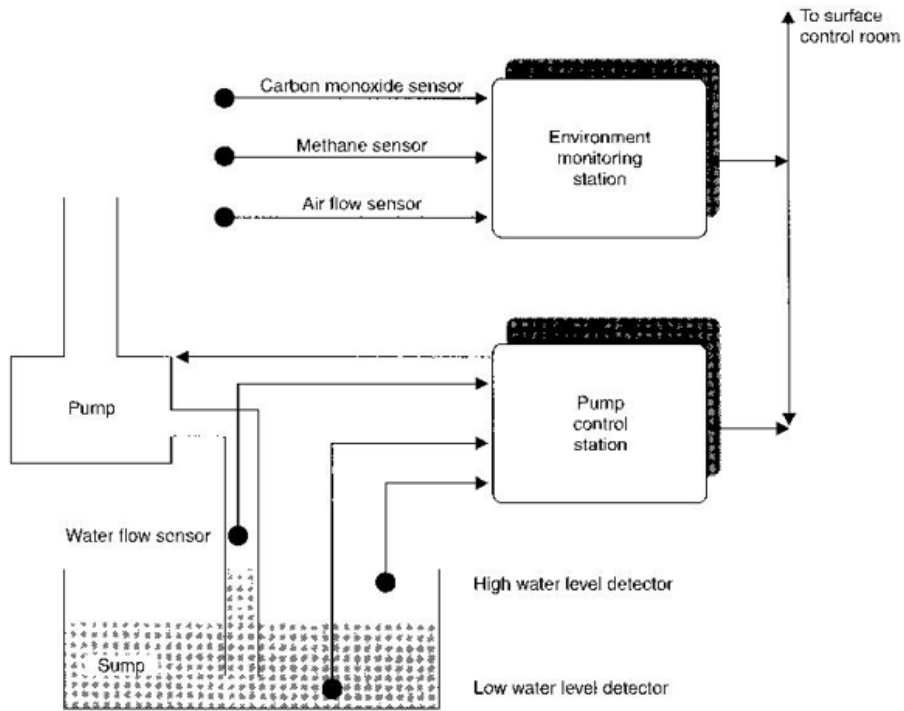 To surface
control room
Carbon monoxide sensor
Environment
monitoring
station
Methane sensor
Air flow sensor
Pump
Pump
control
station
Water flow sensor
High water level detector
Sump
Low water level detector